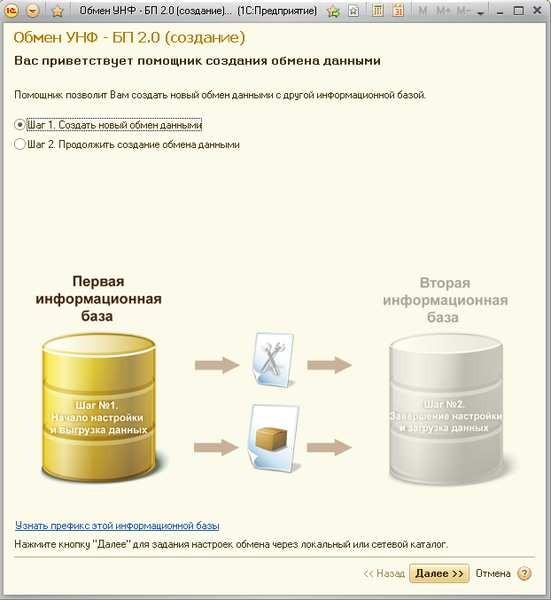 Обмен УНФ - БП 2.0 (создание)... (1С:Предприятие)
M M+ M-
Обмен УНФ - БП 2.0 (создание)
Вас приветствует помощник создания обмена данными
Помощник позволит Вам создать новый обмен данными с другой информационной базой.
Шаг 1. Создать новый обмен данными
Шаг 2. Продолжить создание обмена данными
Первая
информационная
база
Вторая
информационная
база
Шаг №1.
Начало настройки
и выгрузка данных
Шаг №2.
Завершение настройки
и загрузка данных
Узнать префикс этой информационной базы
Нажмите кнопку "Далее" для задания настроек обмена через локальный или сетевой каталог.
<< Назад Далее >> Отмена ?